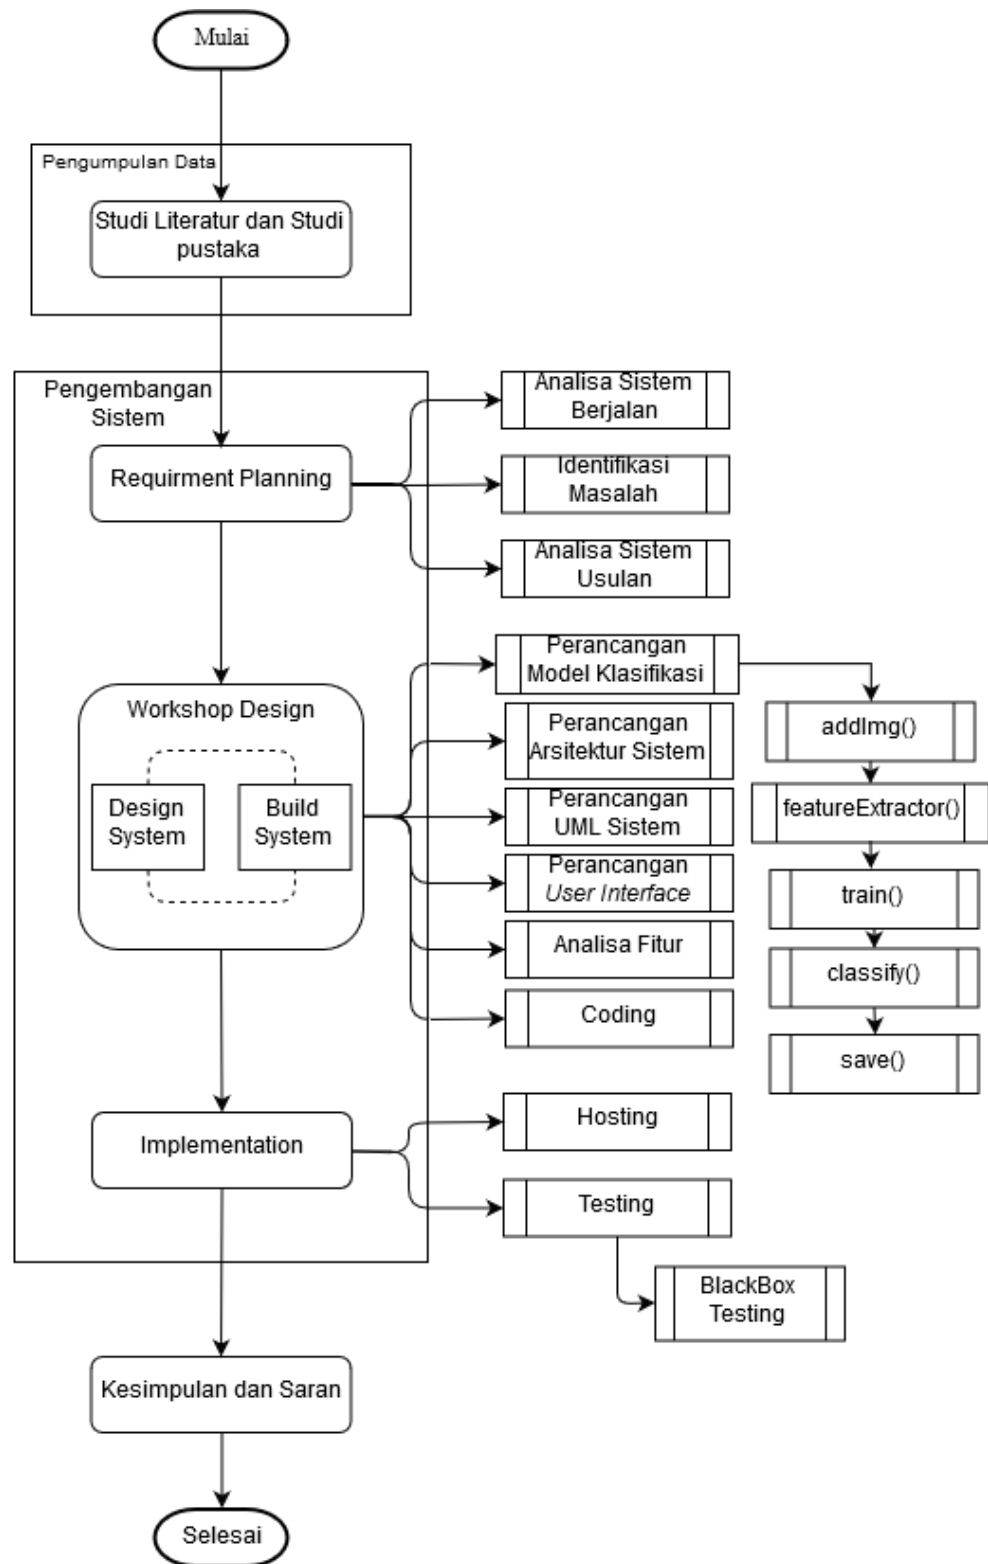 Mulai
Pengumpulan Data
Studi Literatur dan Studi
pustaka
Pengembangan
Sistem
Requirment Planning
Analisa Sistem
Berjalan
Identifikasi
Masalah
Analisa Sistem
Usulan
Workshop Design
Design
System
Build
System
Perancangan
Model Klasifikasi
Perancangan
Arsitektur Sistem
Perancangan
UML Sistem
Perancangan
User Interface
Analisa Fitur
Coding
addImg()
featureExtractor()
train()
classify()
save()
Implementation
Hosting
Testing
BlackBox
Testing
Kesimpulan dan Saran
Selesai